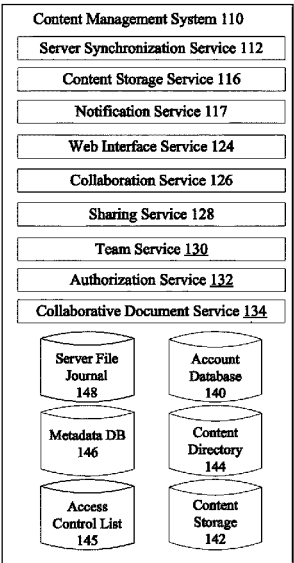 Content Management System 110
Server Synchronization Service 112
Content Storage Service 116
Notification Service 117
Web Interface Service 124
Collaboration Service 126
Sharing Service 128
Team Service 130
Authorization Service 132
Collaborative Document Service 134
Server File
Journal
148
Account
Database
140
Metadata DB
146
Content
Directory
144
Access
Control List
145
Content
Storage
142